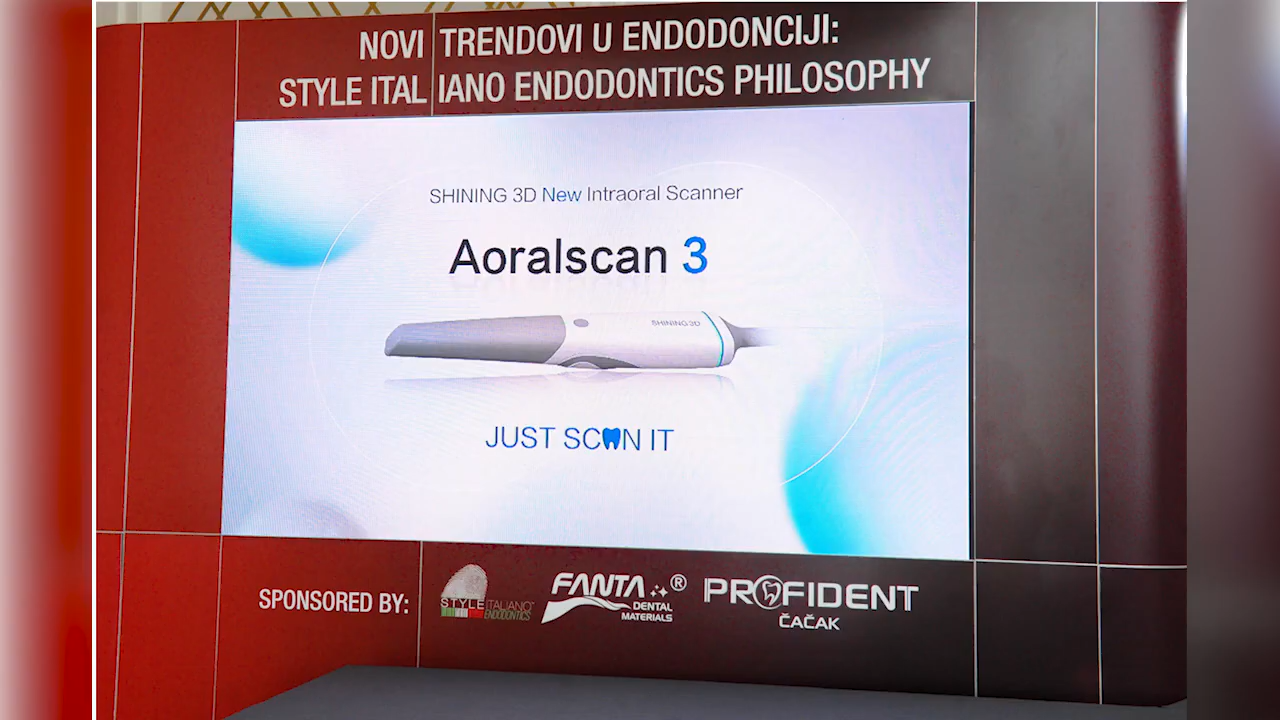 NOVI TRENDOVI U ENDODONCIJI:
STYLE ITALIANO ENDODONTICS PHILOSOPHY
SHINING 3D New Intraoral Scanner
Aoralscan 3
SHINING 3D
JUST SCAN IT
SPONSORED BY:
STYLE ITALIANO™
ENDODONTICS
FANTA®
DENTAL
MATERIALS
PROFIDENT
ČAČAK